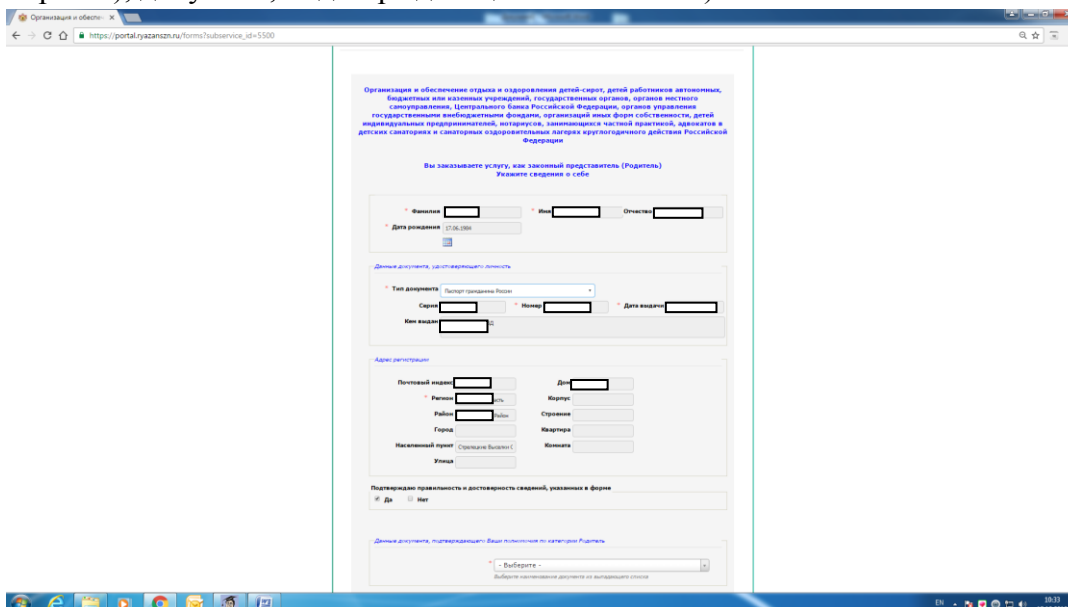 Организация и обеспеч
https://portal.ryazanszn.ru/forms?subservice_id=5500
Организация и обеспечение отдыха и оздоровления детей-сирот, детей работников автономных,
бюджетных или казенных учреждений, государственных органов, органов местного
самоуправления, Центрального банка Российской Федерации, органов управления
государственными внебюджетными фондами, организаций иных форм собственности, детей
индивидуальных предпринимателей, нотариусов, занимающихся частной практикой, адвокатов в
детских санаториях и санаторных оздоровительных лагерях круглогодичного действия Российской
Федерации
Вы заказываете услугу, как законный представитель (Родитель)
Укажите сведения о себе
* Фамилия * Имя Отчество
* Дата рождения 17.06.1984
Данные документа, удостоверяющего личность
* Тип документа Паспорт гражданина России
Серия * Номер * Дата выдачи
Кем выдан
Адрес регистрации
Почтовый индекс Дом
* Регион асть Корпус
Район Район Строение
Город Квартира
Населенный пункт Стрелецкие Выселки С Комната
Улица
Подтверждаю правильность и достоверность сведений, указанных в форме
Да Нет
Данные документа, подтверждающего Ваши полномочия по категории Родитель
* - Выберите -
Выберите наименование документа из выпадающего списка
EN 10:33